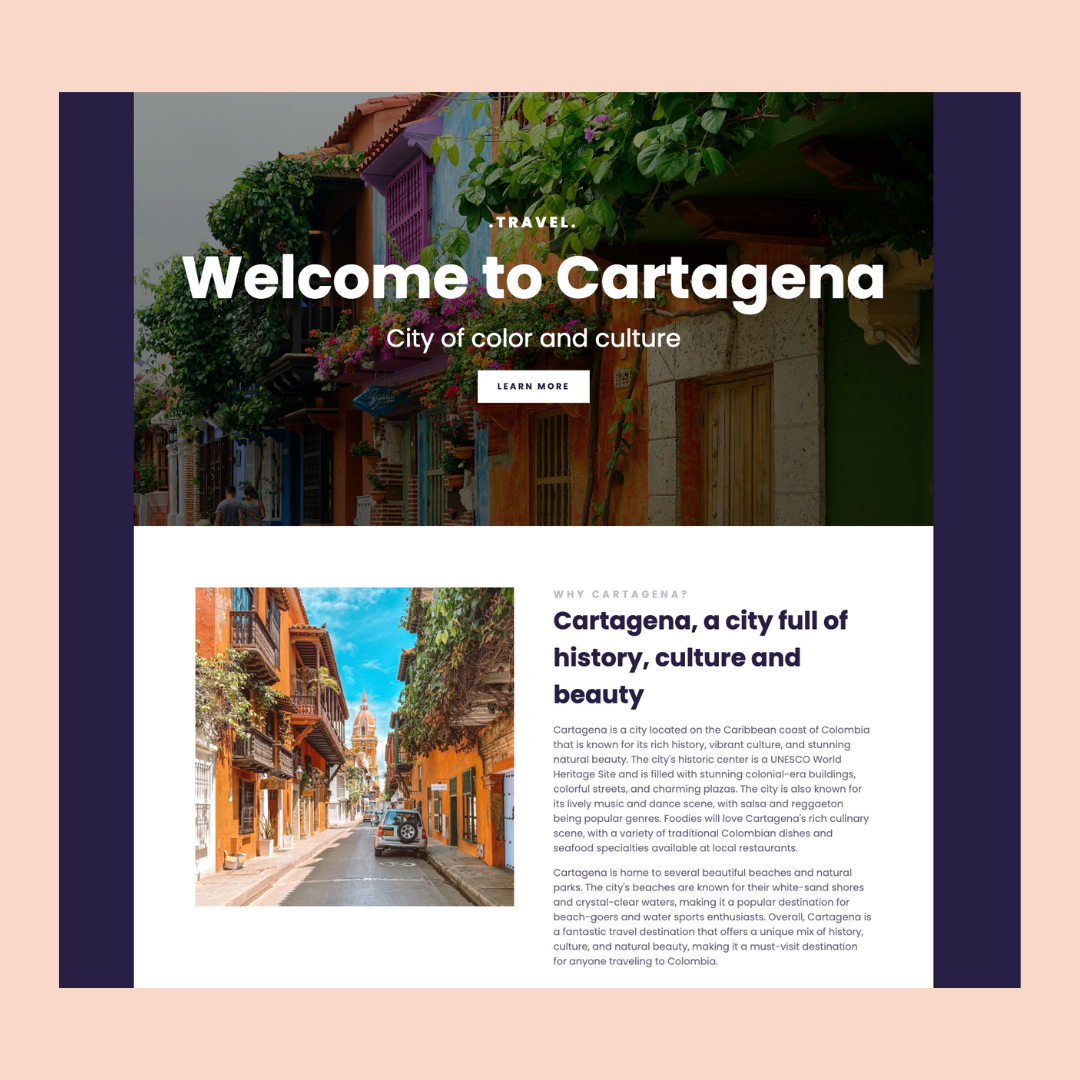 .TRAVEL.
Welcome to Cartagena
City of color and culture
LEARN MORE
WHY CARTAGENA?
Cartagena, a city full of
history, culture and
beauty
Cartagena is a city located on the Caribbean coast of Colombia
that is known for its rich history, vibrant culture, and stunning
natural beauty. The city's historic center is a UNESCO World
Heritage Site and is filled with stunning colonial-era buildings,
colorful streets, and charming plazas. The city is also known for
its lively music and dance scene, with salsa and reggaeton
being popular genres. Foodies will love Cartagena's rich culinary
scene, with a variety of traditional Colombian dishes and
seafood specialties available at local restaurants.
Cartagena is home to several beautiful beaches and natural
parks. The city's beaches are known for their white-sand shores
and crystal-clear waters, making it a popular destination for
beach-goers and water sports enthusiasts. Overall, Cartagena is
a fantastic travel destination that offers a unique mix of history,
culture, and natural beauty, making it a must-visit destination
for anyone traveling to Colombia.